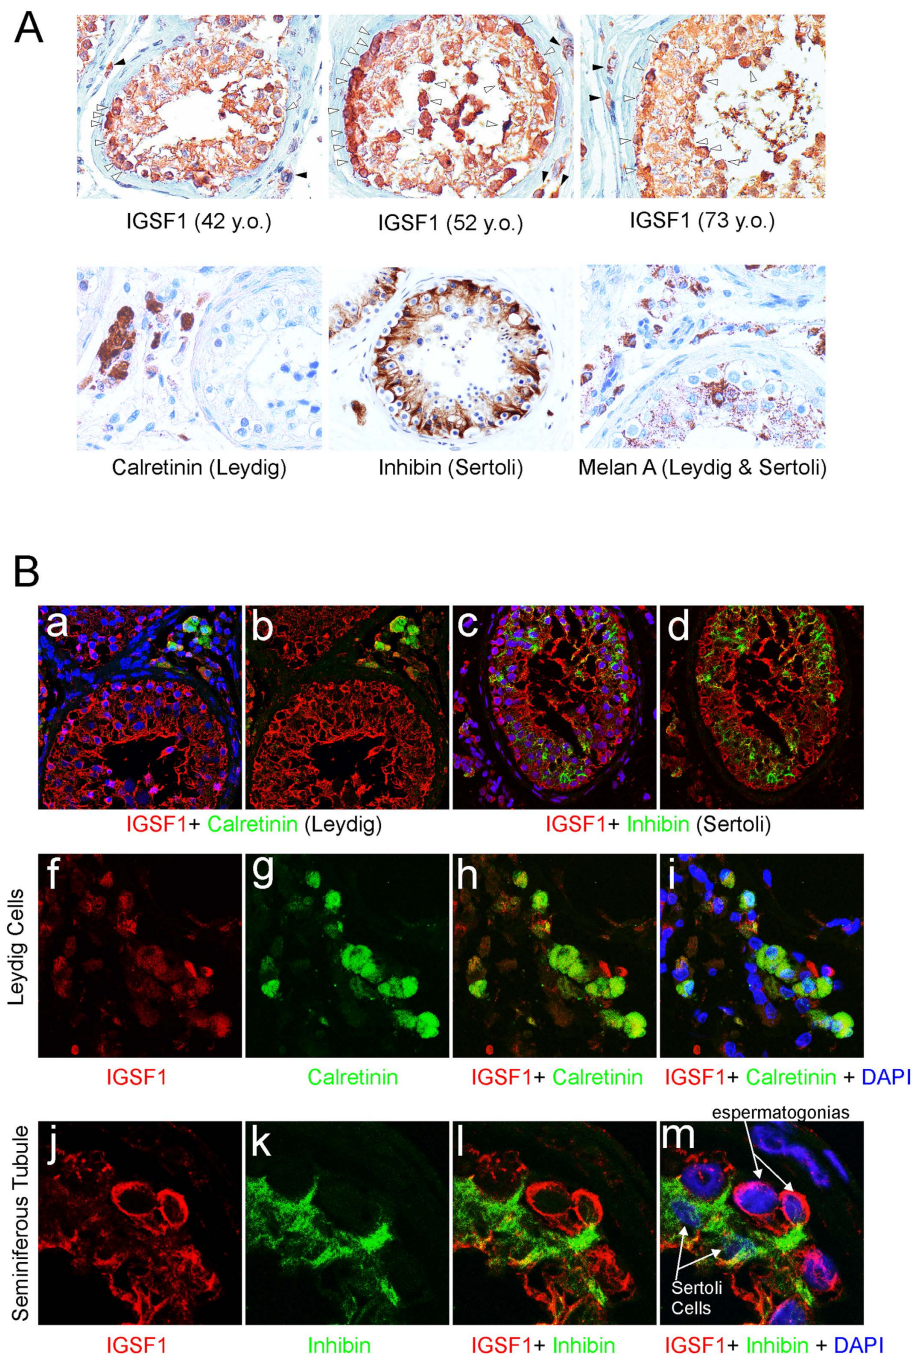 A
IGSF1 (42 y.o.)
IGSF1 (52 y.o.)
IGSF1 (73 y.o.)
Calretinin (Leydig)
Inhibin (Sertoli)
Melan A (Leydig & Sertoli)
B
a
b
c
d
IGSF1+ Calretinin (Leydig)
IGSF1+ Inhibin (Sertoli)
Leydig Cells
f
g
h
i
IGSF1
Calretinin
IGSF1+ Calretinin
IGSF1+ Calretinin + DAPI
espermatogonias
Seminiferous Tubule
j
k
l
m
Sertoli
Cells
IGSF1
Inhibin
IGSF1+ Inhibin
IGSF1+ Inhibin + DAPI